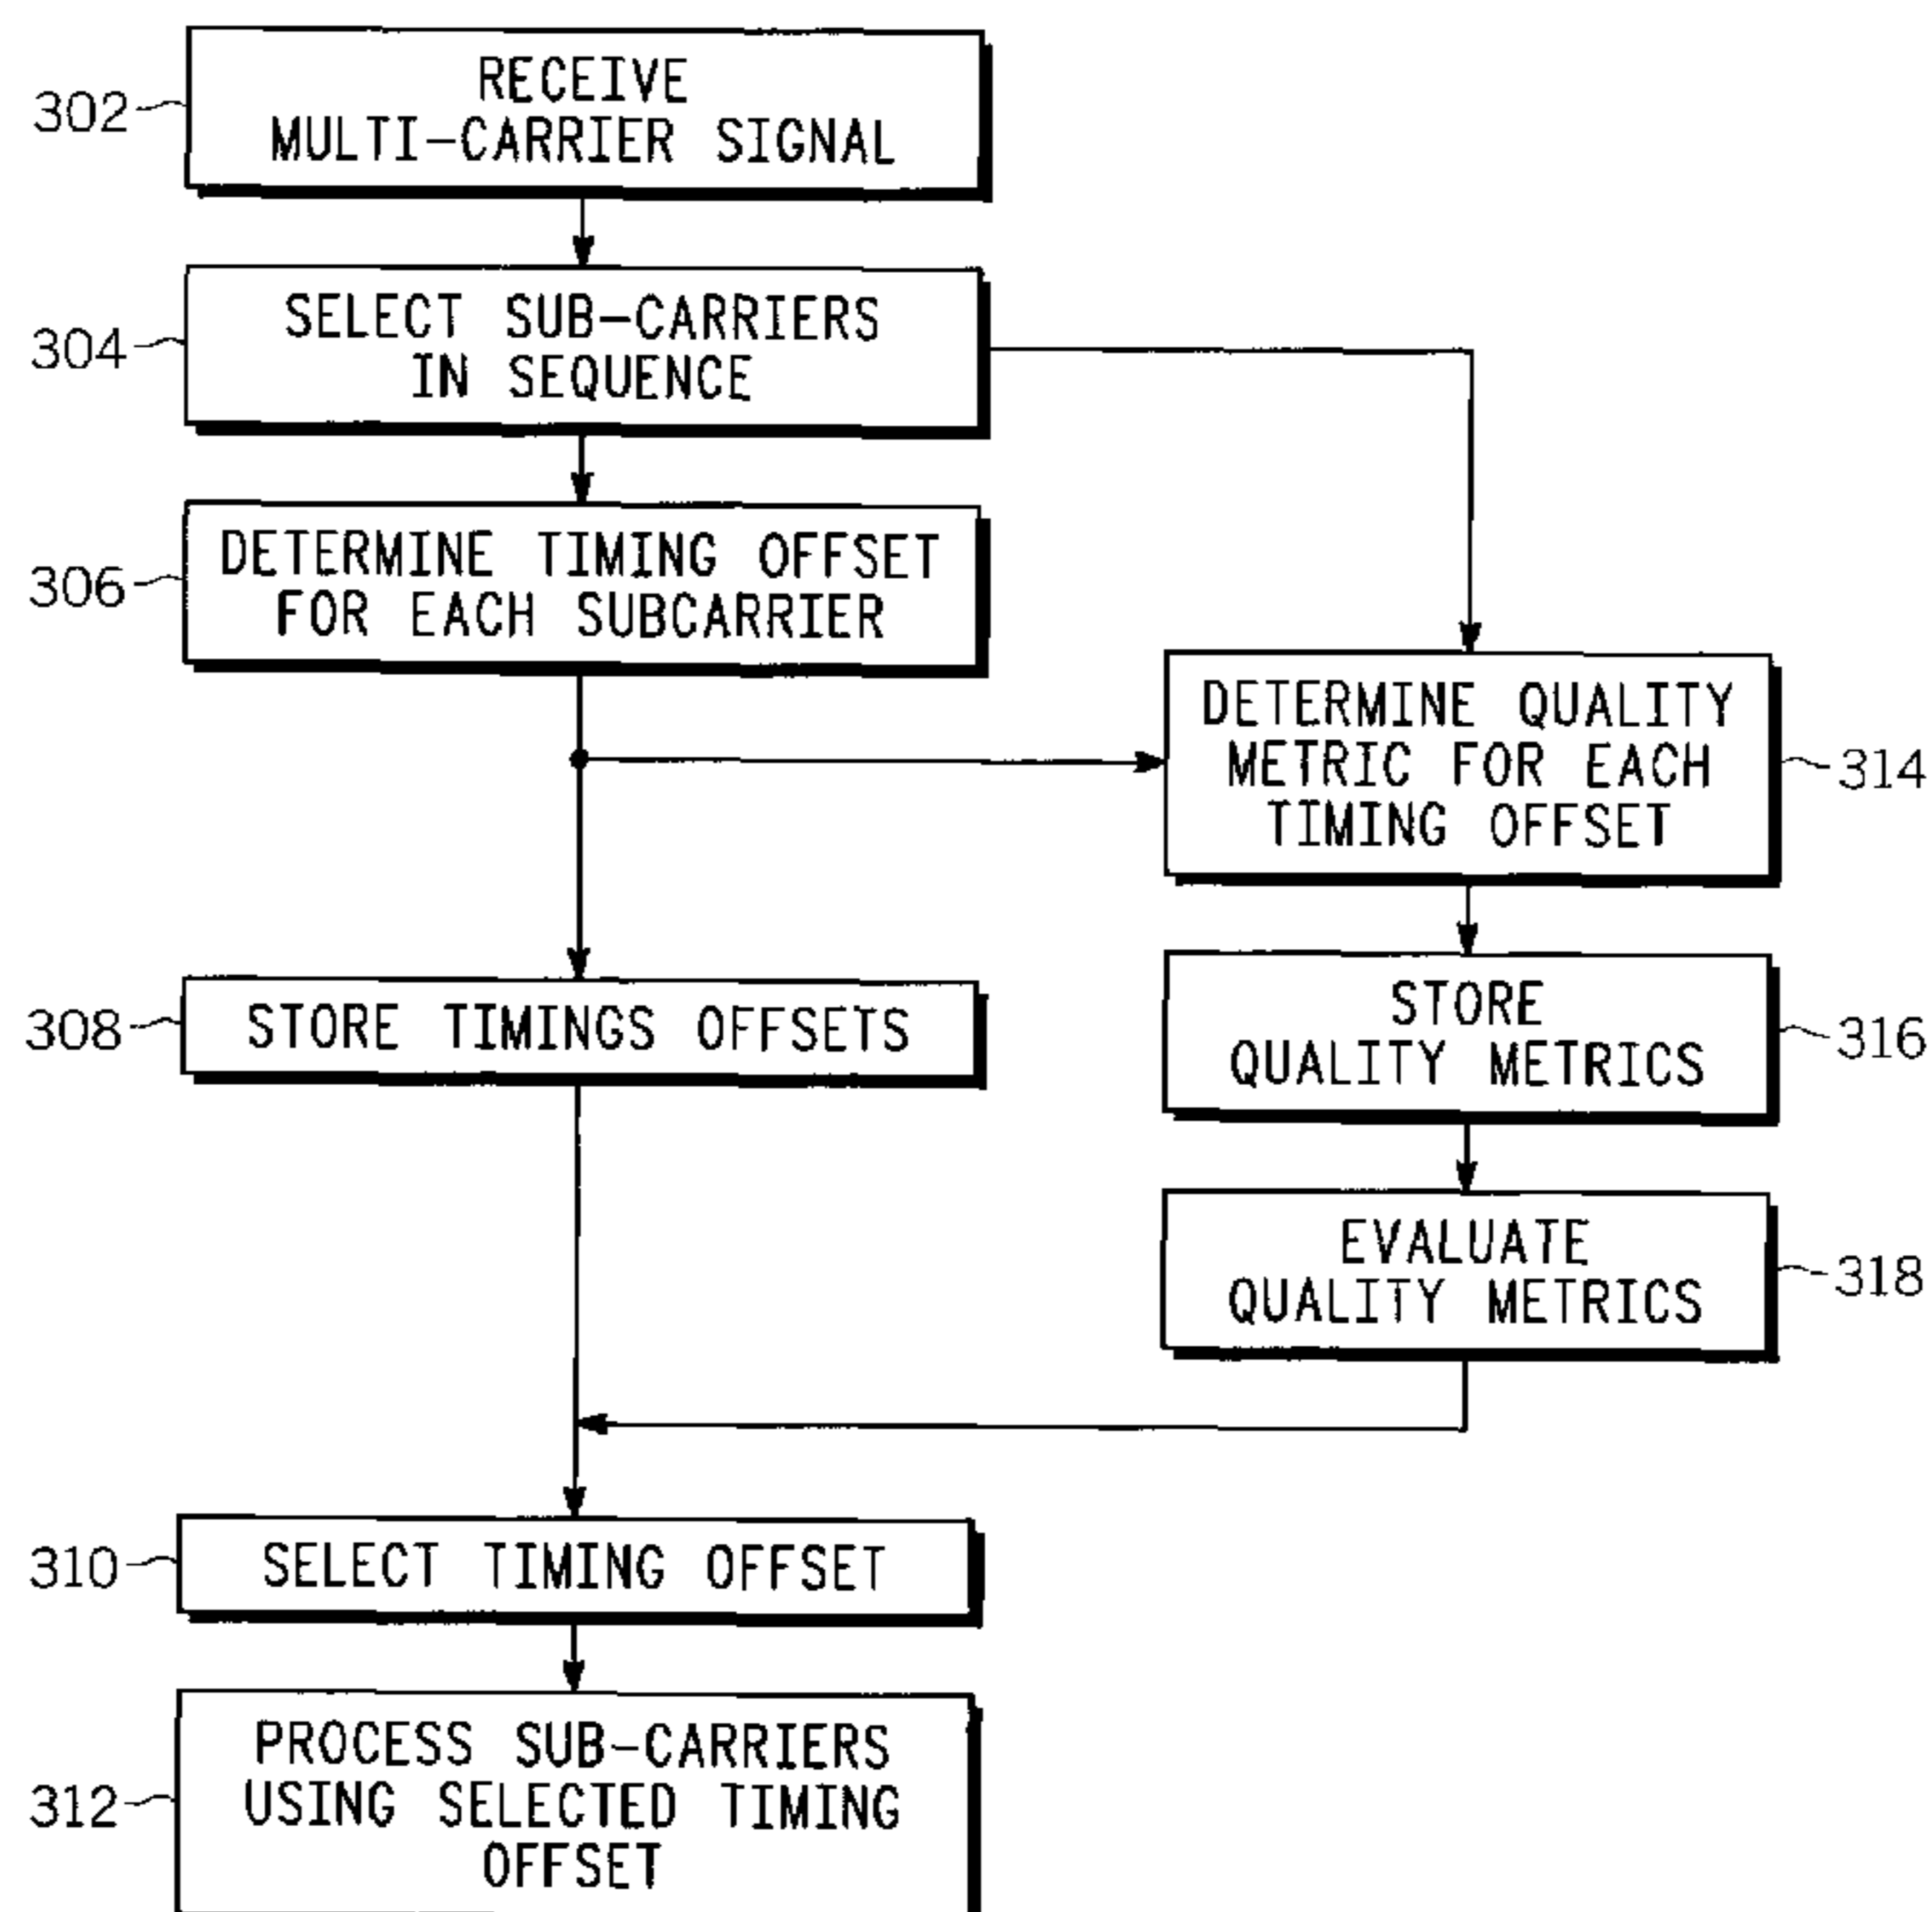 302
RECEIVE
MULTI-CARRIER SIGNAL
304
SELECT SUB-CARRIERS
IN SEQUENCE
306
DETERMINE TIMING OFFSET
FOR EACH SUBCARRIER
DETERMINE QUALITY
METRIC FOR EACH
TIMING OFFSET
314
308
STORE TIMINGS OFFSETS
STORE
QUALITY METRICS
316
EVALUATE
QUALITY METRICS
318
310
SELECT TIMING OFFSET
312
PROCESS SUB-CARRIERS
USING SELECTED TIMING
OFFSET